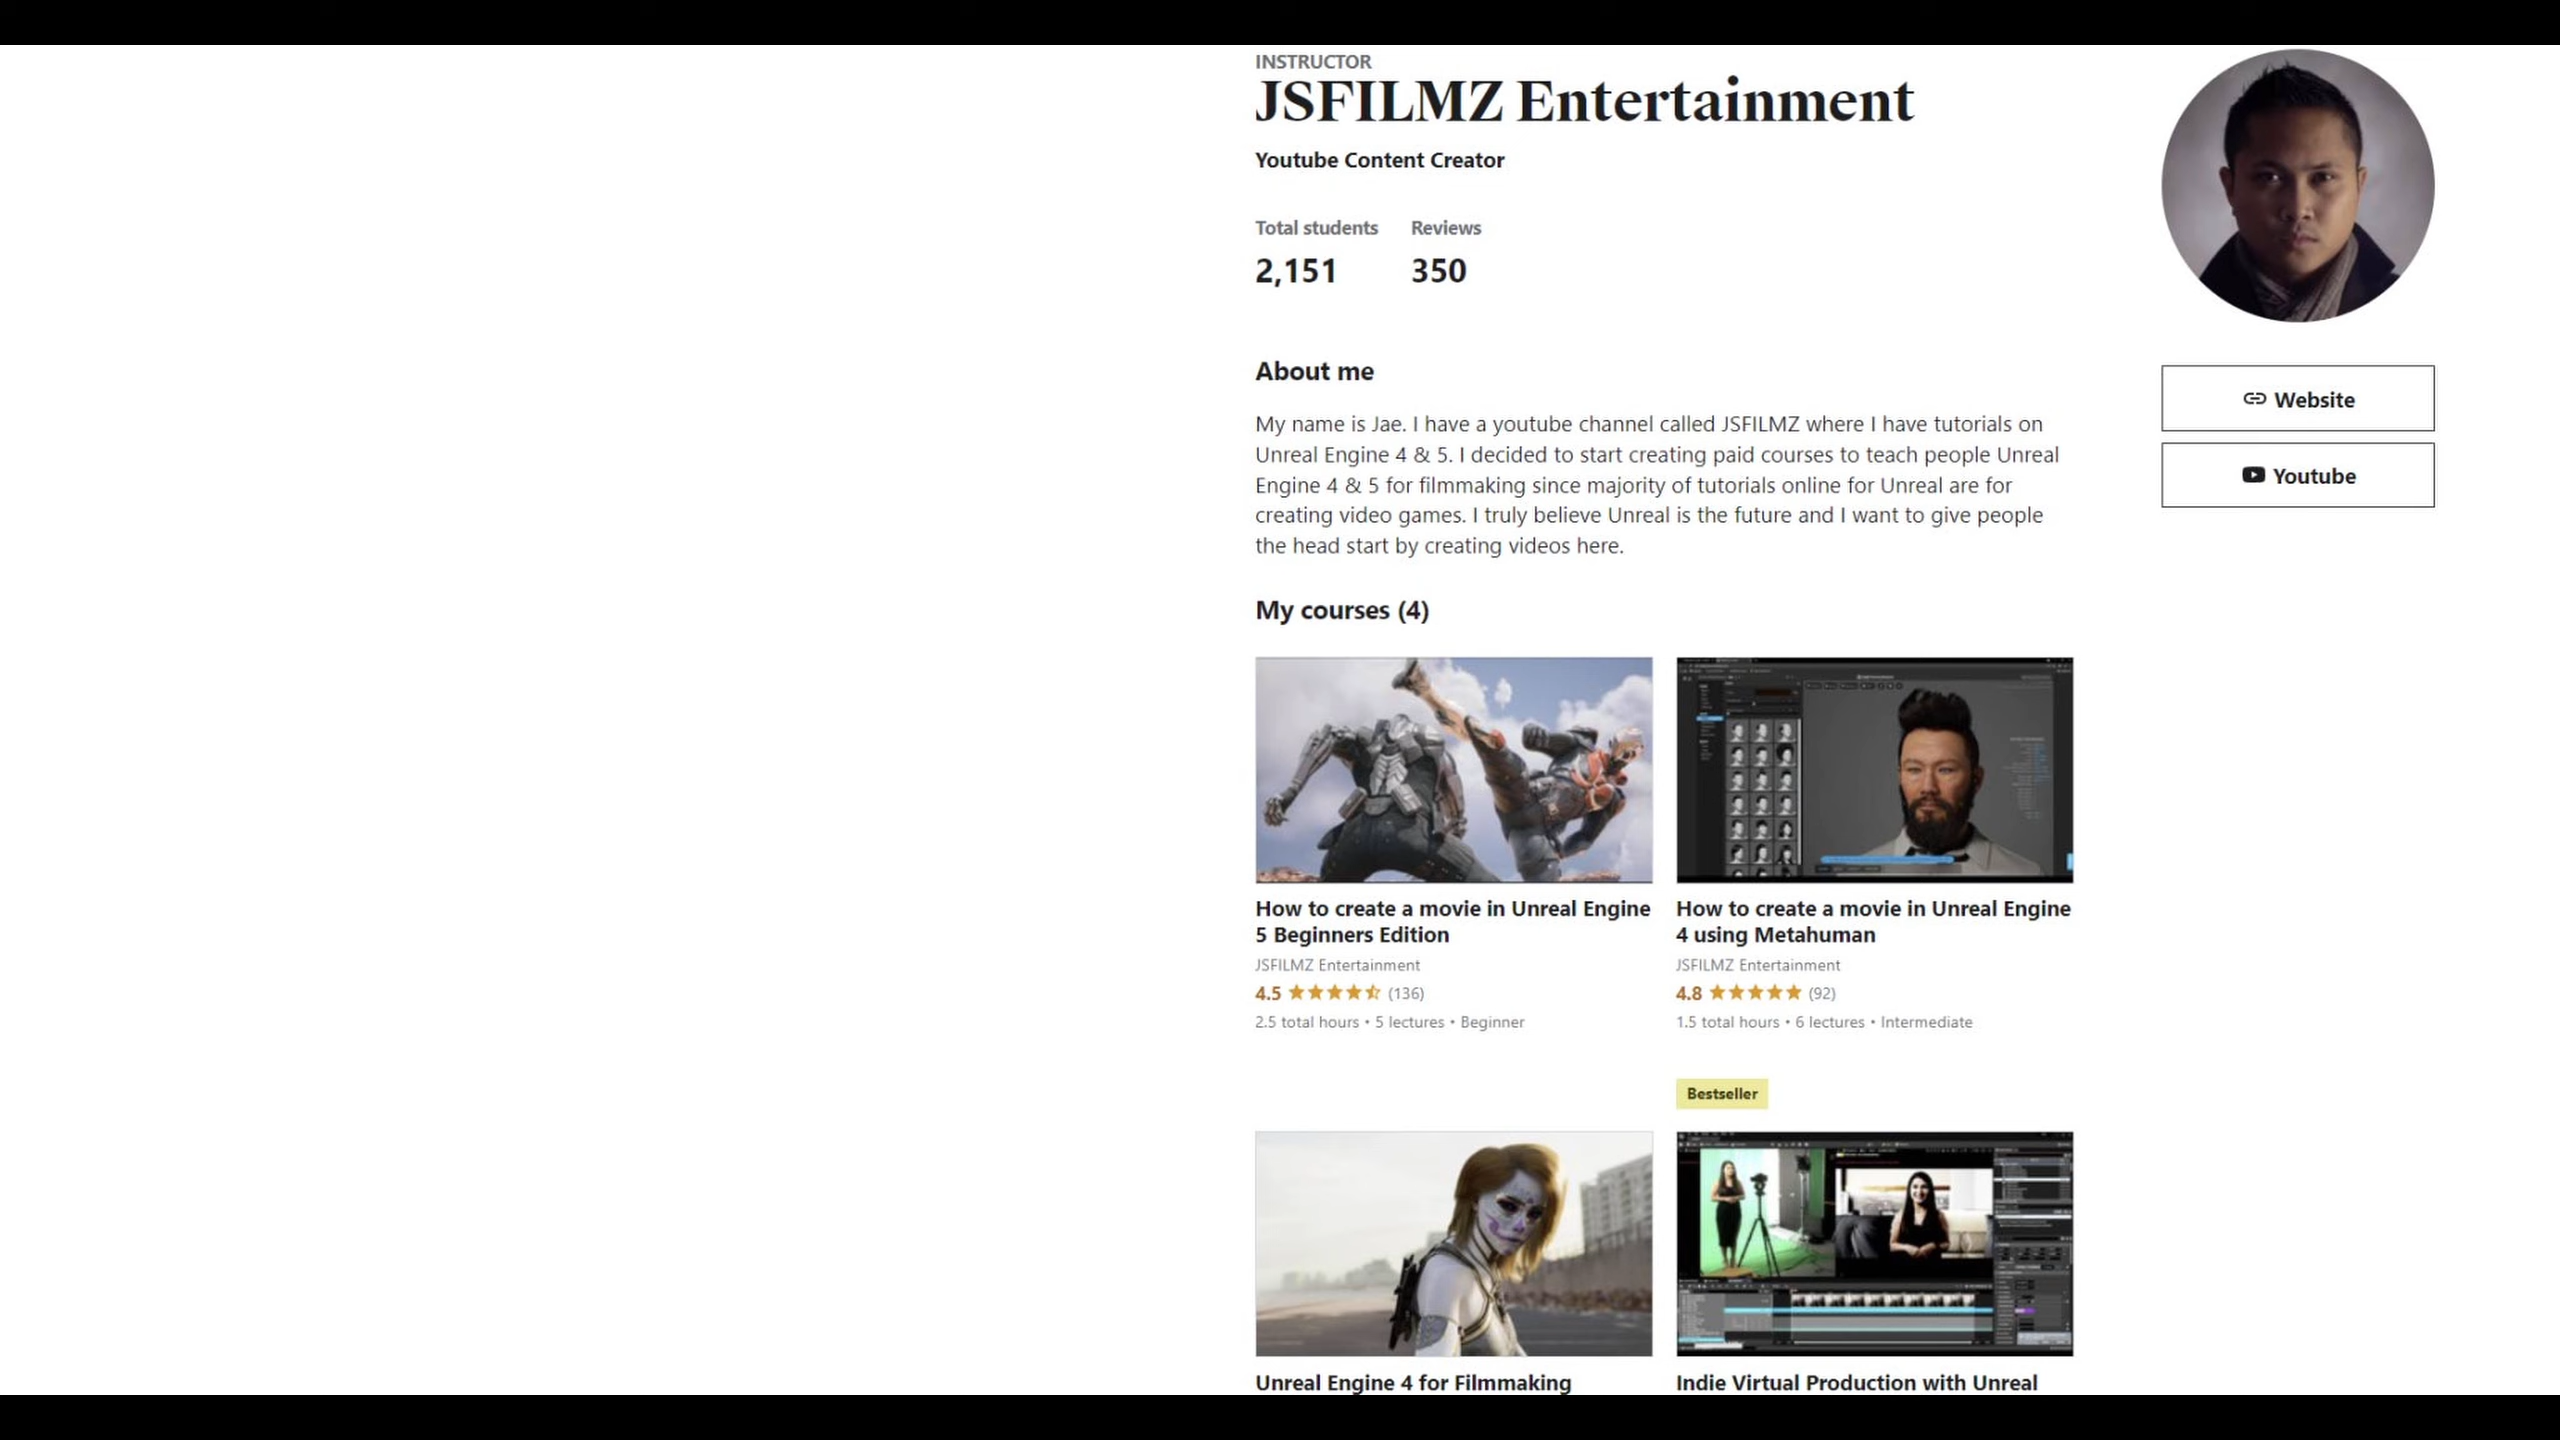 INSTRUCTOR
JSFILMZ Entertainment
Youtube Content Creator
Total students
Reviews
2,151
350
Website
Youtube
About me
My name is Jae. I have a youtube channel called JSFILMZ where I have tutorials on
Unreal Engine 4 & 5. I decided to start creating paid courses to teach people Unreal
Engine 4 & 5 for filmmaking since majority of tutorials online for Unreal are for
creating video games. I truly believe Unreal is the future and I want to give people
the head start by creating videos here.
My courses (4)
How to create a movie in Unreal Engine
5 Beginners Edition
JSFILMZ Entertainment
4.5 (136)
2.5 total hours • 5 lectures • Beginner
How to create a movie in Unreal Engine
4 using Metahuman
JSFILMZ Entertainment
4.8 (92)
1.5 total hours • 6 lectures • Intermediate
Unreal Engine 4 for Filmmaking
Bestseller
Indie Virtual Production with Unreal